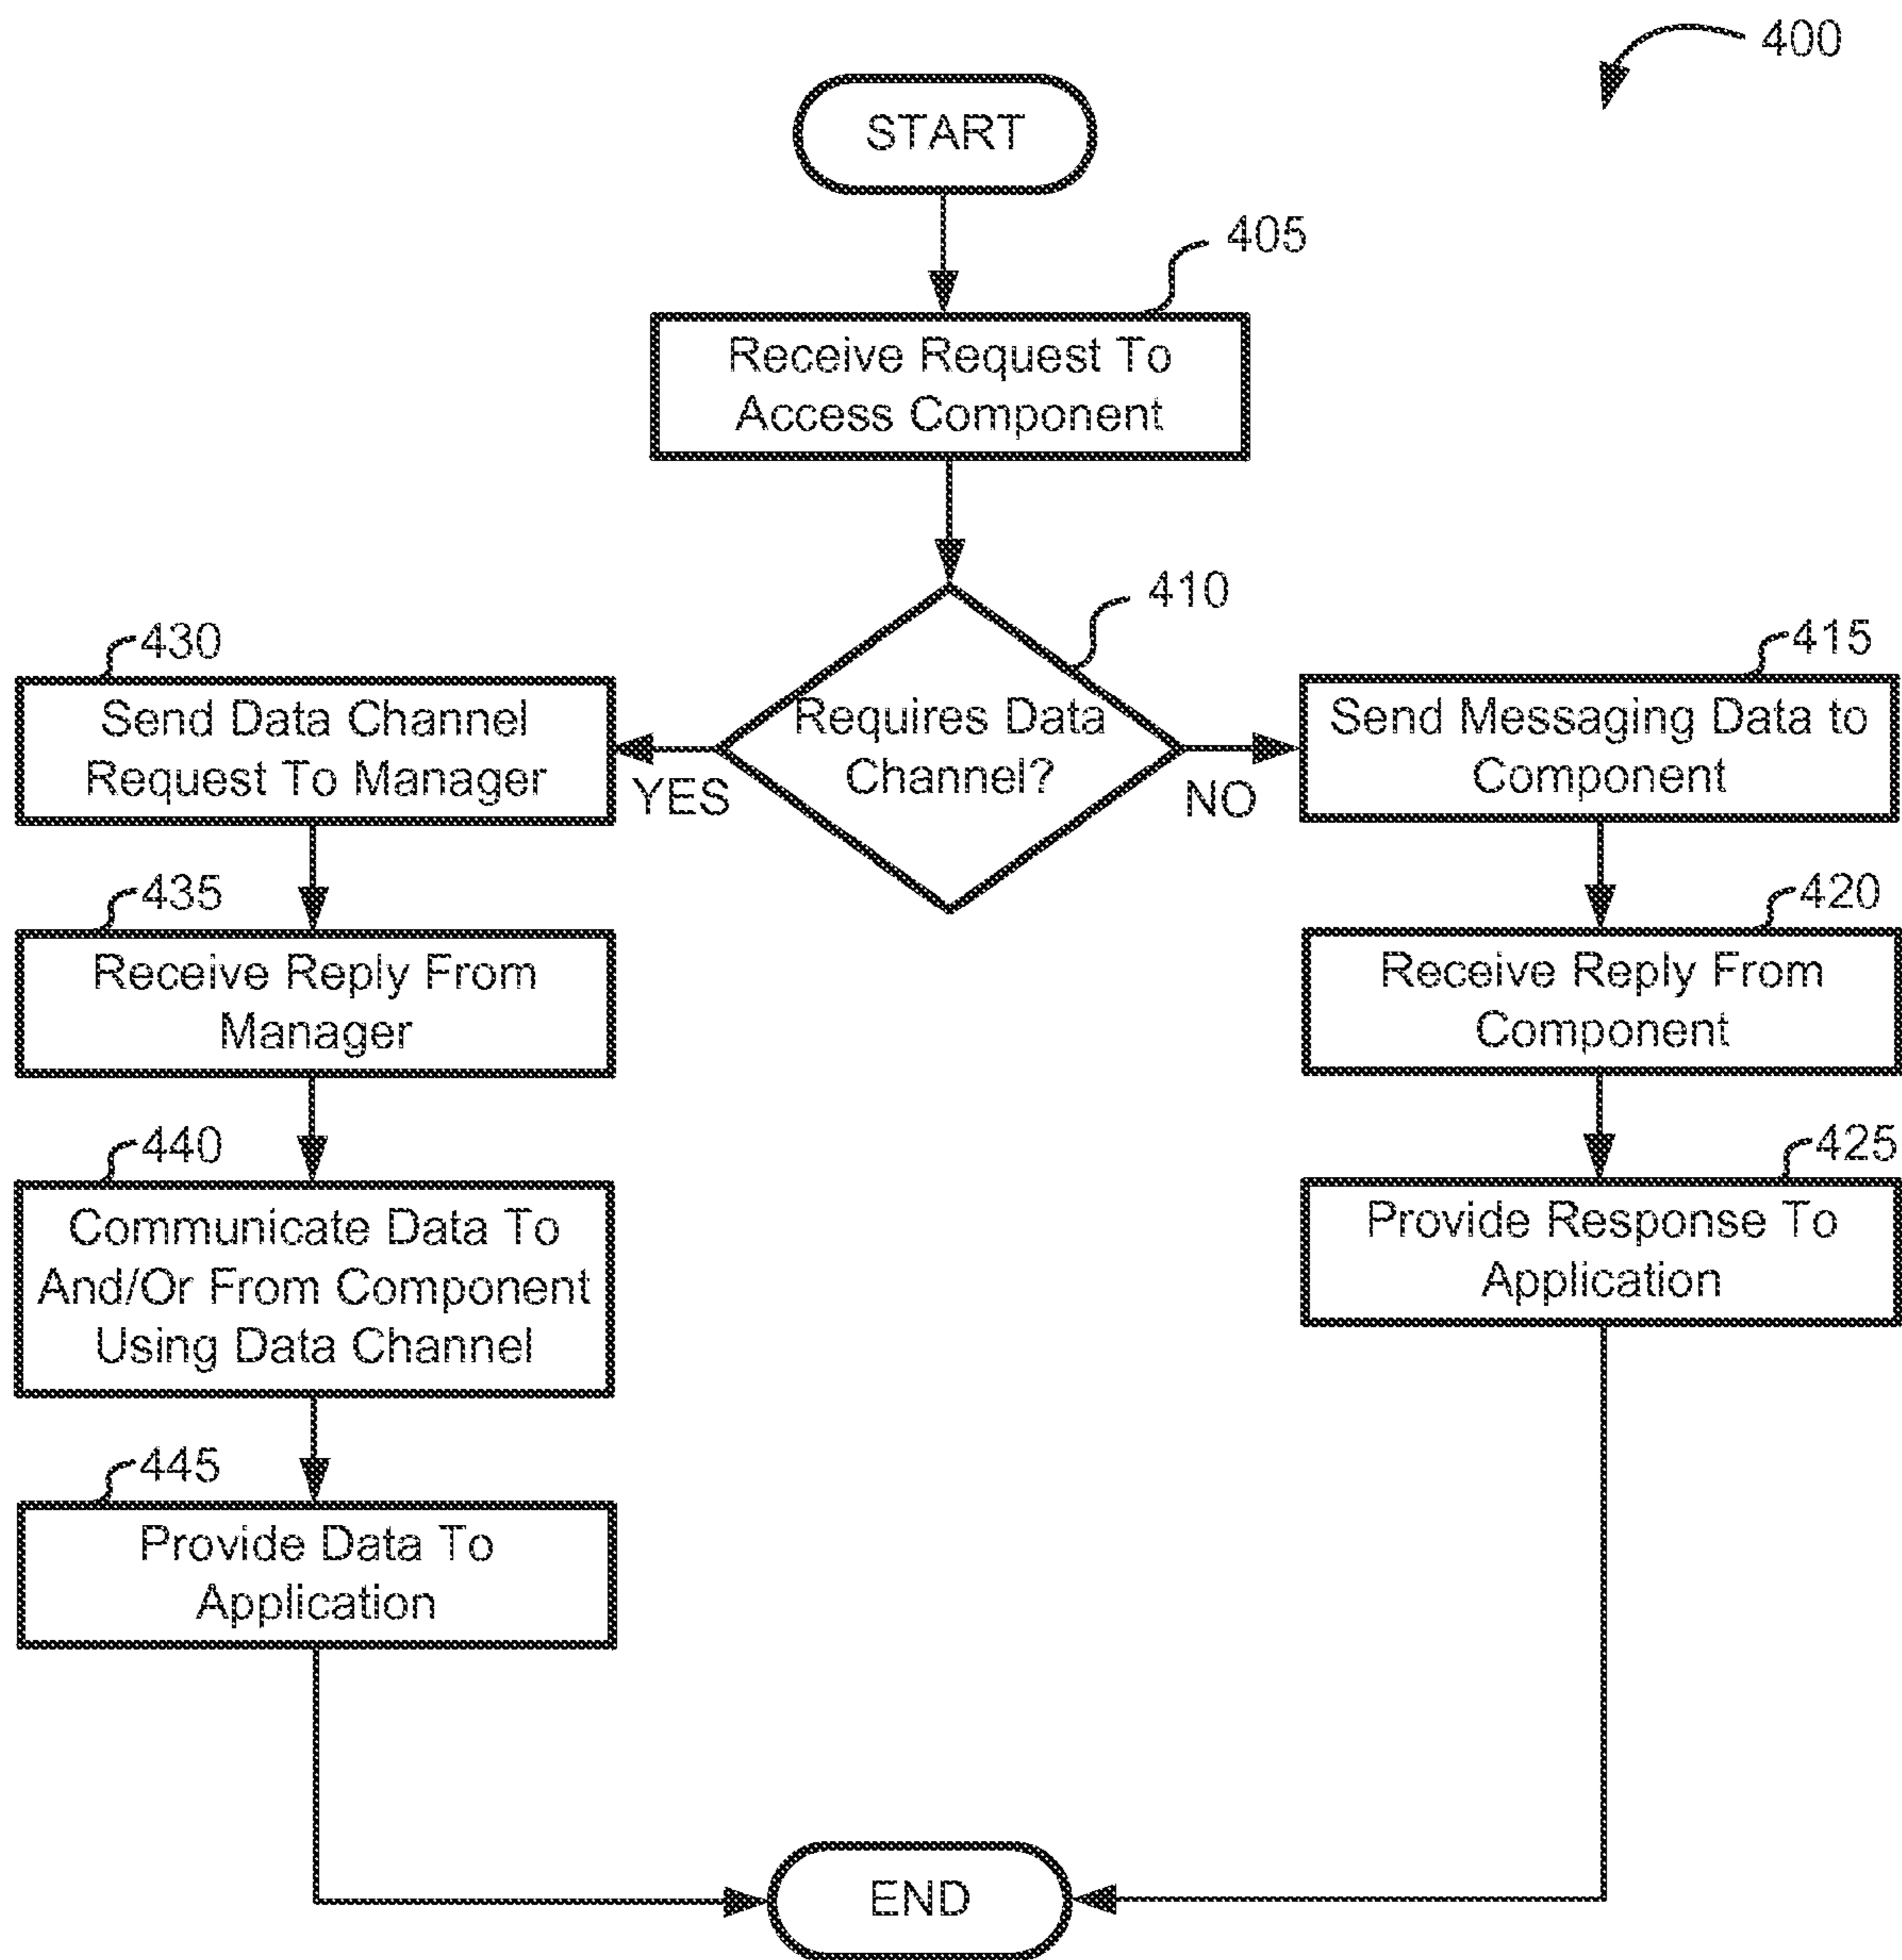 400
START
405
Receive Request To
Access Component
410
Requires Data
Channel?
YES
NO
430
Send Data Channel
Request To Manager
435
Receive Reply From
Manager
440
Communicate Data To
And/Or From Component
Using Data Channel
445
Provide Data To
Application
415
Send Messaging Data to
Component
420
Receive Reply From
Component
425
Provide Response To
Application
END